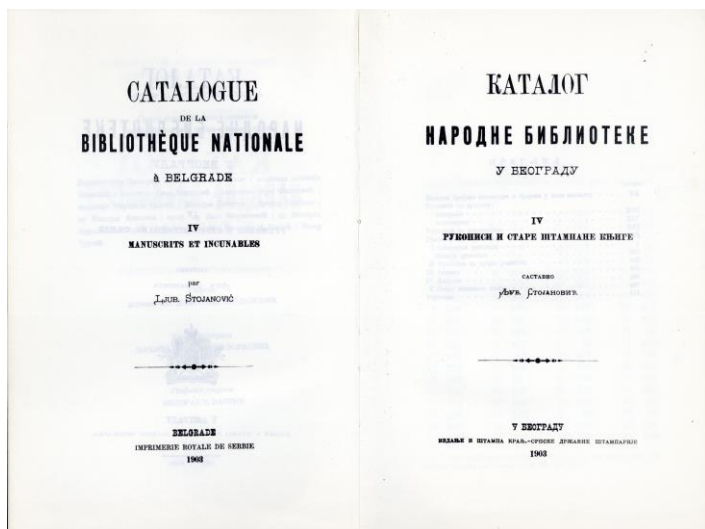 CATALOGUE
DE LA
BIBLIOTHÈQUE NATIONALE
à BELGRADE
IV
MANUSCRITS ET INCUNABLES
par
LJUB. STOJANOVIĆ
BELGRADE
IMPRIMERIE ROYALE DE SERBIE
1903
КАТАЛОГ
НАРОДНЕ БИБЛИОТЕКЕ
У БЕОГРАДУ
IV
РУКОПИСИ И СТАРЕ ШТАМПАНЕ КЊИГЕ
САСТАВИО
ЉУБ. СТОЈАНОВИЋ
У БЕОГРАДУ
ИЗДАЊЕ И ШТАМПА КРАЉ.-СРПСКЕ ДРЖАВНЕ ШТАМПАРИЈЕ
1903